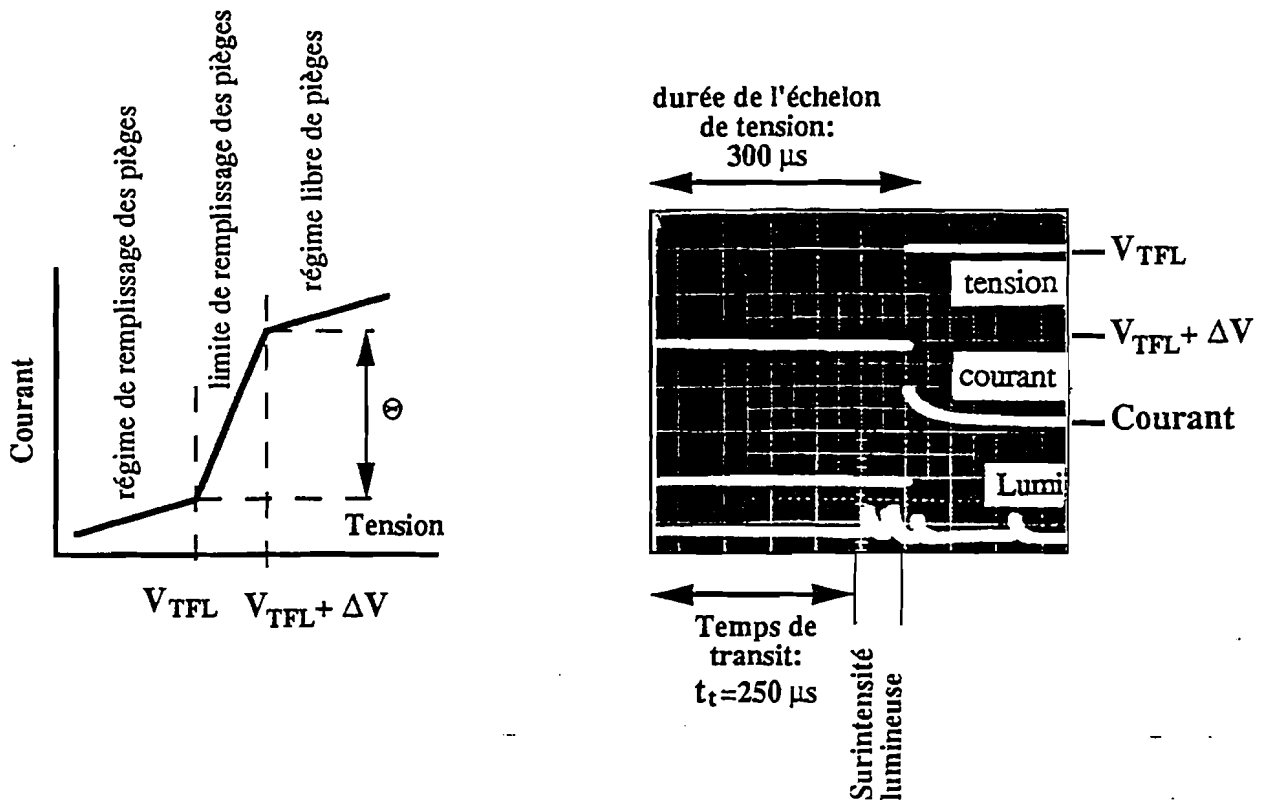 régime de remplissage des pièges
limite de remplissage des pièges
régime libre de pièges
Courant
Θ
Tension
V_TFL
V_TFL + ΔV
durée de l'échelon
de tension:
300 µs
V_TFL
tension
V_TFL + ΔV
courant
Courant
Lumi
Temps de
transit:
t_t=250 µs
Surintensité
lumineuse